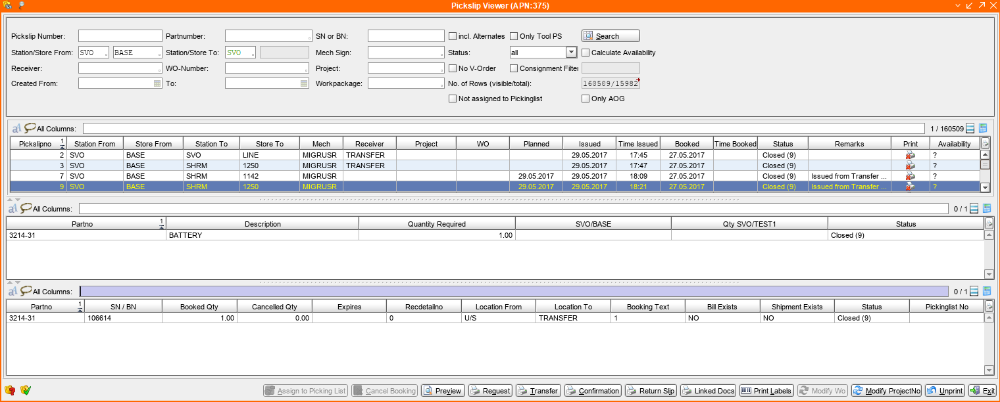 Pickslip Viewer (APN:375)
Pickslip Number: Partnumber: SN or BN: incl. Alternates Only Tool PS Search
Station/Store From: SVO BASE Station/Store To: SVO Mech Sign: Status: all Calculate Availability
Receiver: WO-Number: Project: No V-Order Consignment Filter
Created From: To: Workpackage: No. of Rows (visible/total): 160509/15982
Not assigned to Pickinglist Only AOG
All Columns: 1 / 160509
Pickslipno 1 Station From Store From Station To Store To Mech Receiver Project WO Planned Issued Time Issued Booked Time Booked Status Remarks Print Availability
2 SVO BASE SVO LINE MIGRUSR TRANSFER 29.05.2017 17:45 27.05.2017 Closed (9) ?
3 SVO BASE SHRM 1250 MIGRUSR TRANSFER 29.05.2017 17:47 27.05.2017 Closed (9) ?
7 SVO BASE SHRM 1142 MIGRUSR 29.05.2017 29.05.2017 18:09 27.05.2017 Closed (9) Issued from Transfer ... ?
9 SVO BASE SHRM 1250 MIGRUSR 29.05.2017 29.05.2017 18:21 27.05.2017 Closed (9) Issued from Transfer ... ?
All Columns: 0 / 1
Partno 1 Description Quantity Required SVO/BASE Qty SVO/TEST1 Status
3214-31 BATTERY 1.00 Closed (9)
All Columns: 0 / 1
Partno 1 SN / BN Booked Qty Cancelled Qty Expires Recdetailno Location From Location To Booking Text Bill Exists Shipment Exists Status Pickinglist No
3214-31 106614 1.00 0.00 0 U/S TRANSFER 1 NO NO Closed (9)
Assign to Picking List Cancel Booking Preview Request Transfer Confirmation Return Slip Linked Docs Print Labels Modify Wo Modify ProjectNo Unprint Exit